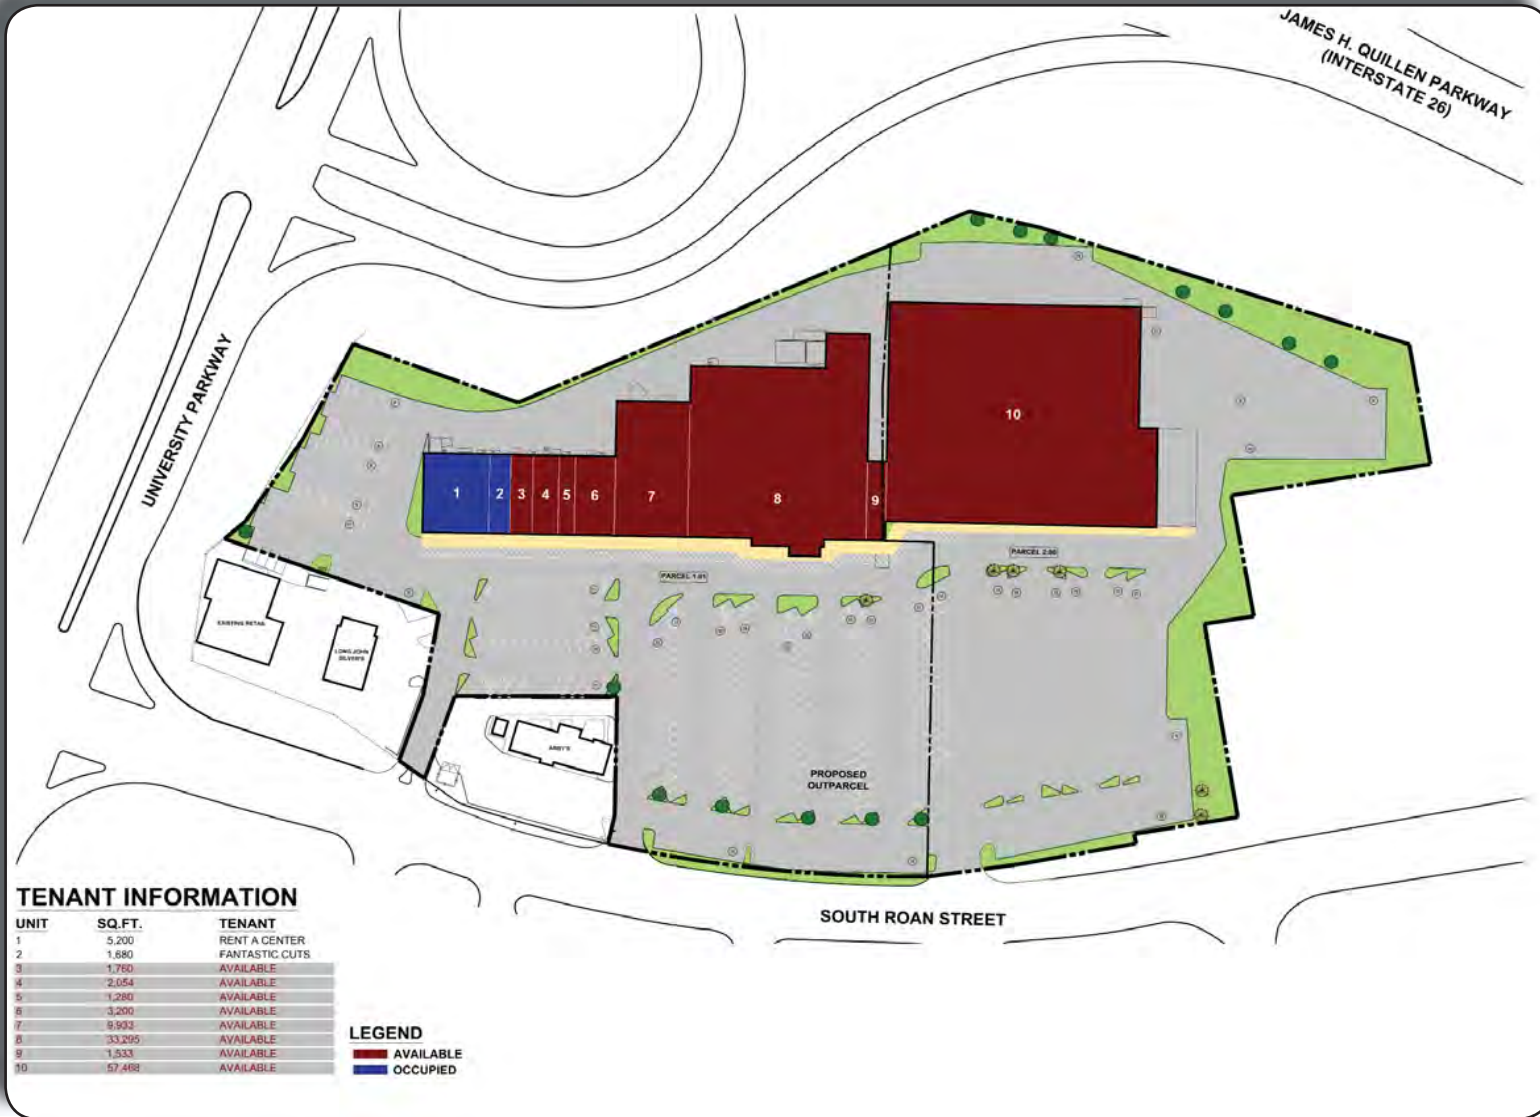 JAMES H. QUILLEN PARKWAY
(INTERSTATE 26)
UNIVERSITY PARKWAY
10
1
2
3
4
5
6
7
8
9
PARCEL 2.00
PARCEL 1.01
EXISTING RETAIL
LONG JOHN
SILVER'S
ARBY'S
PROPOSED
OUTPARCEL
SOUTH ROAN STREET
TENANT INFORMATION
UNIT SQ.FT. TENANT
1 5,200 RENT A CENTER
2 1,680 FANTASTIC CUTS
3 1,760 AVAILABLE
4 2,054 AVAILABLE
5 1,280 AVAILABLE
6 3,200 AVAILABLE
7 9,933 AVAILABLE
8 33,295 AVAILABLE
9 1,533 AVAILABLE
10 57,468 AVAILABLE
LEGEND
AVAILABLE
OCCUPIED